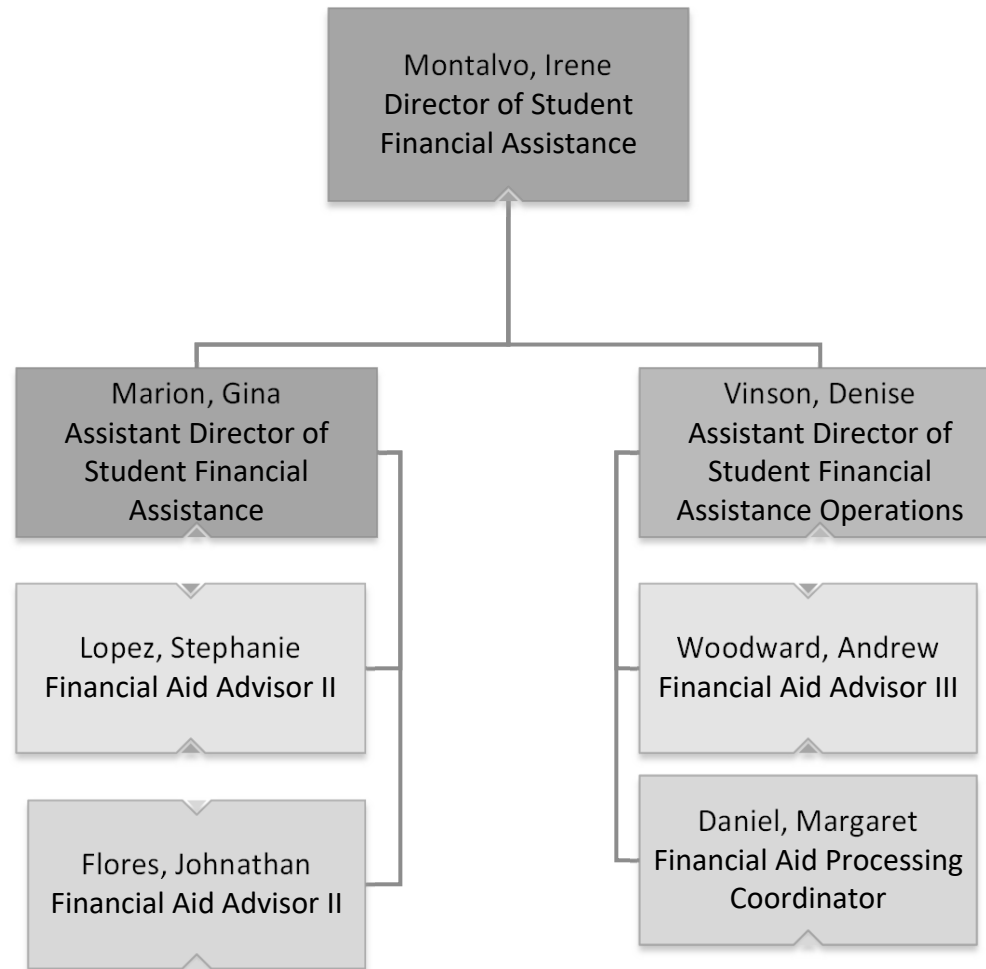 Montalvo, Irene
Director of Student
Financial Assistance
Marion, Gina
Assistant Director of
Student Financial
Assistance
Vinson, Denise
Assistant Director of
Student Financial
Assistance Operations
Lopez, Stephanie
Financial Aid Advisor II
Woodward, Andrew
Financial Aid Advisor III
Flores, Johnathan
Financial Aid Advisor II
Daniel, Margaret
Financial Aid Processing
Coordinator